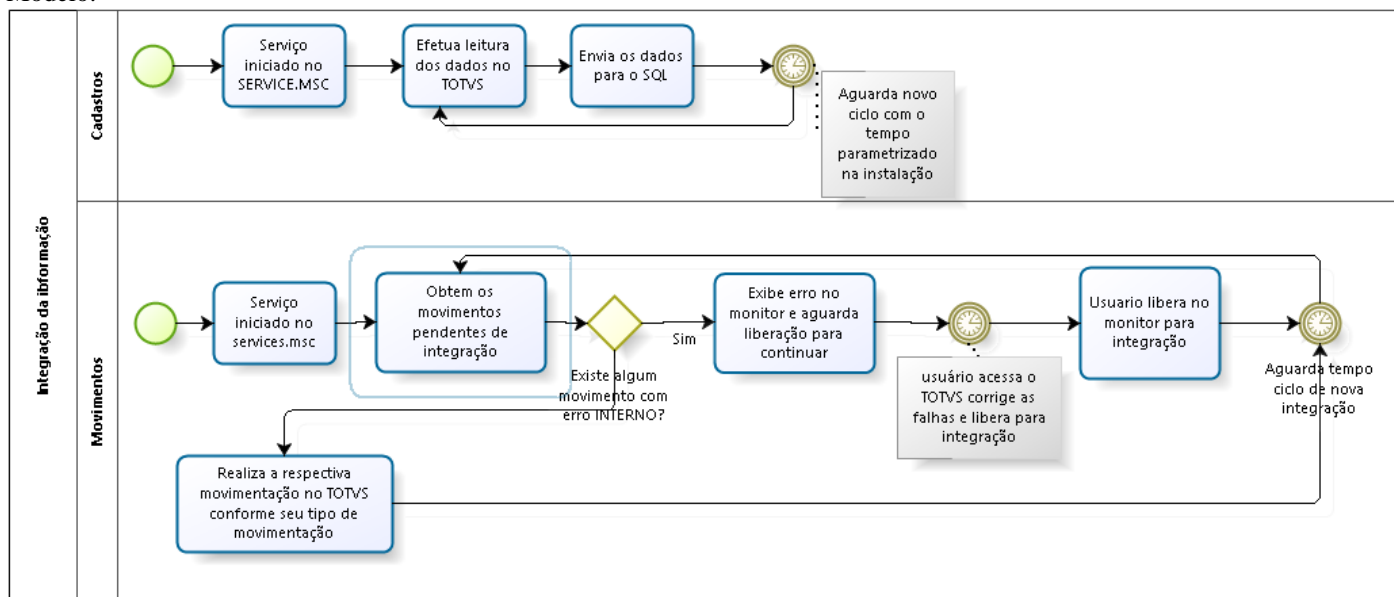 Modelo:
Integração da ibformação
Cadastros
Serviço
iniciado no
SERVICE.MSC
Efetua leitura
dos dados no
TOTVS
Envia os dados
para o SQL
Aguarda novo
ciclo com o
tempo
parametrizado
na instalação
Movimentos
Serviço
iniciado no
services.msc
Obtem os
movimentos
pendentes de
integração
Existe algum
movimento com
erro INTERNO?
Sim
Exibe erro no
monitor e aguarda
liberação para
continuar
usuário acessa o
TOTVS corrige as
falhas e libera para
integração
Usuario libera no
monitor para
integração
Aguarda tempo
ciclo de nova
integração
Realiza a respectiva
movimentação no TOTVS
conforme seu tipo de
movimentação